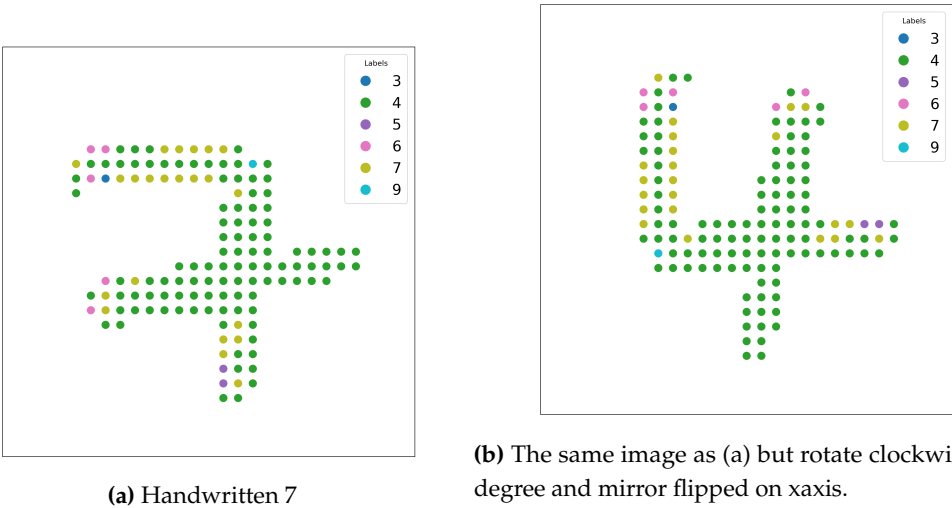 Labels
3
4
5
6
7
9
(a) Handwritten 7
Labels
3
4
5
6
7
9
(b) The same image as (a) but rotate clockwi
degree and mirror flipped on xaxis.